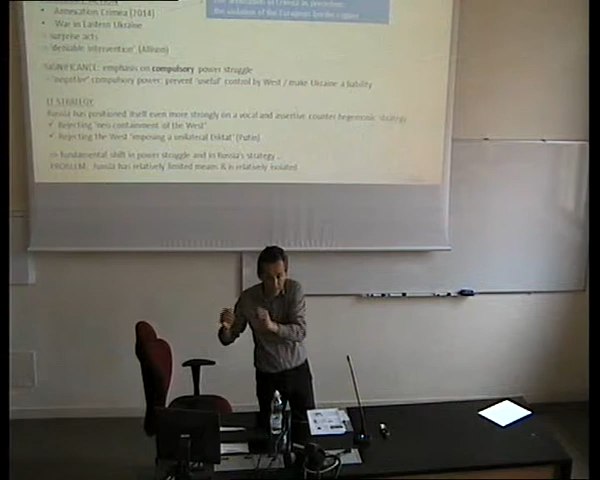 • Annexation Crimea (2014)
• War in Eastern Ukraine
- surprise acts
- 'deniable intervention' (Allison)
SIGNIFICANCE: emphasis on compulsory power struggle
- 'negative' compulsory power: prevent 'useful' control by West / make Ukraine a liability
LT STRATEGY
Russia has positioned itself even more strongly on a vocal and assertive counter hegemonic strategy
✓ Rejecting 'neo-containment of the West'
✓ Rejecting the West 'imposing a unilateral Diktat' (Putin)
fundamental shift in power struggle and in Russia's strategy ..
PROBLEM: Russia has relatively limited means & is relatively isolated